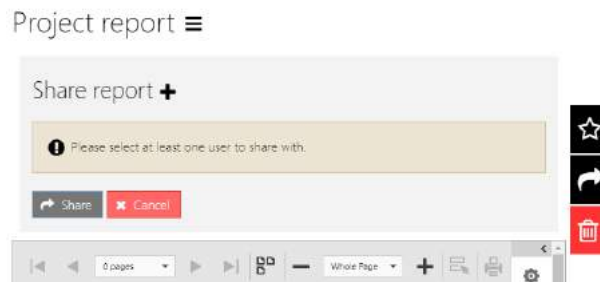 Project report
Share report
Please select at least one user to share with.
Share
Cancel
0 pages
Whole Page